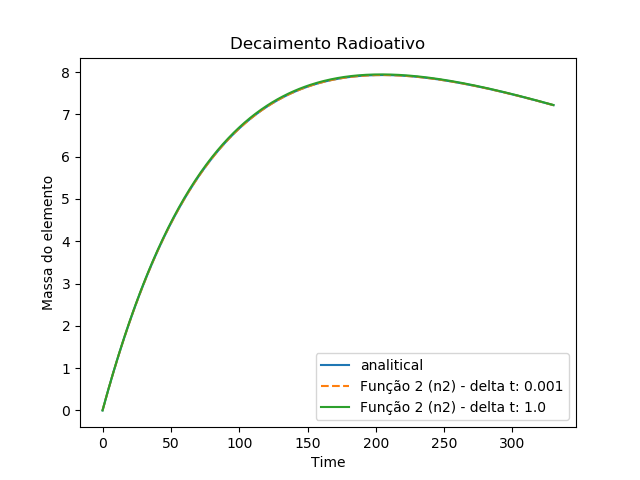 Decaimento Radioativo
Massa do elemento
8
7
6
5
4
3
2
1
0
0 50 100 150 200 250 300
Time
analitical
Função 2 (n2) - delta t: 0.001
Função 2 (n2) - delta t: 1.0